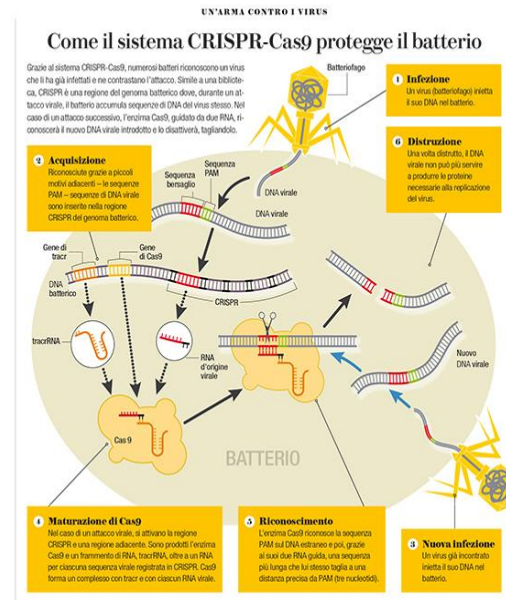 UN'ARMA CONTRO I VIRUS
Come il sistema CRISPR-Cas9 protegge il batterio
Grazie al sistema CRISPR-Cas9, numerosi batteri riconoscono un virus
che li ha già infettati e ne contrastano l'attacco. Simile a una bibliote-
ca, CRISPR è una regione del genoma batterico dove, durante un at-
tacco virale, il batterio accumula sequenze di DNA del virus stesso. Nel
caso di un attacco successivo, l'enzima Cas9, guidato da due RNA, ri-
conoscerà il nuovo DNA virale introdotto e lo disattiverà, tagliandolo.
Batteriofago
1 Infezione
Un virus (batteriofago) inietta
il suo DNA nel batterio.
2 Acquisizione
Riconosciute grazie a piccoli
motivi adiacenti – le sequenze
PAM – sequenze di DNA virale
sono inserite nella regione
CRISPR del genoma batterico.
Sequenza
bersaglio
Sequenza
PAM
DNA virale
DNA virale
6 Distruzione
Una volta distrutto, il DNA
virale non può più servire
a produrre le proteine
necessarie alla replicazione
del virus.
Gene di
tracr
Gene
di Cas9
DNA
batterico
CRISPR
tracrRNA
RNA
d'origine
virale
Cas 9
Nuovo
DNA virale
BATTERIO
4 Maturazione di Cas9
Nel caso di un attacco virale, si attivano la regione
CRISPR e una regione adiacente. Sono prodotti l'enzima
Cas9 e un frammento di RNA, tracrRNA, oltre a un RNA
per ciascuna sequenza virale registrata in CRISPR. Cas9
forma un complesso con tracr e con ciascun RNA virale.
5 Riconoscimento
L'enzima Cas9 riconosce la sequenza
PAM sul DNA estraneo e poi, grazie
ai suoi due RNA guida, una sequenza
più lunga che lui stesso taglia a una
distanza precisa da PAM (tre nucleotidi).
3 Nuova infezione
Un virus già incontrato
inietta il suo DNA nel
batterio.